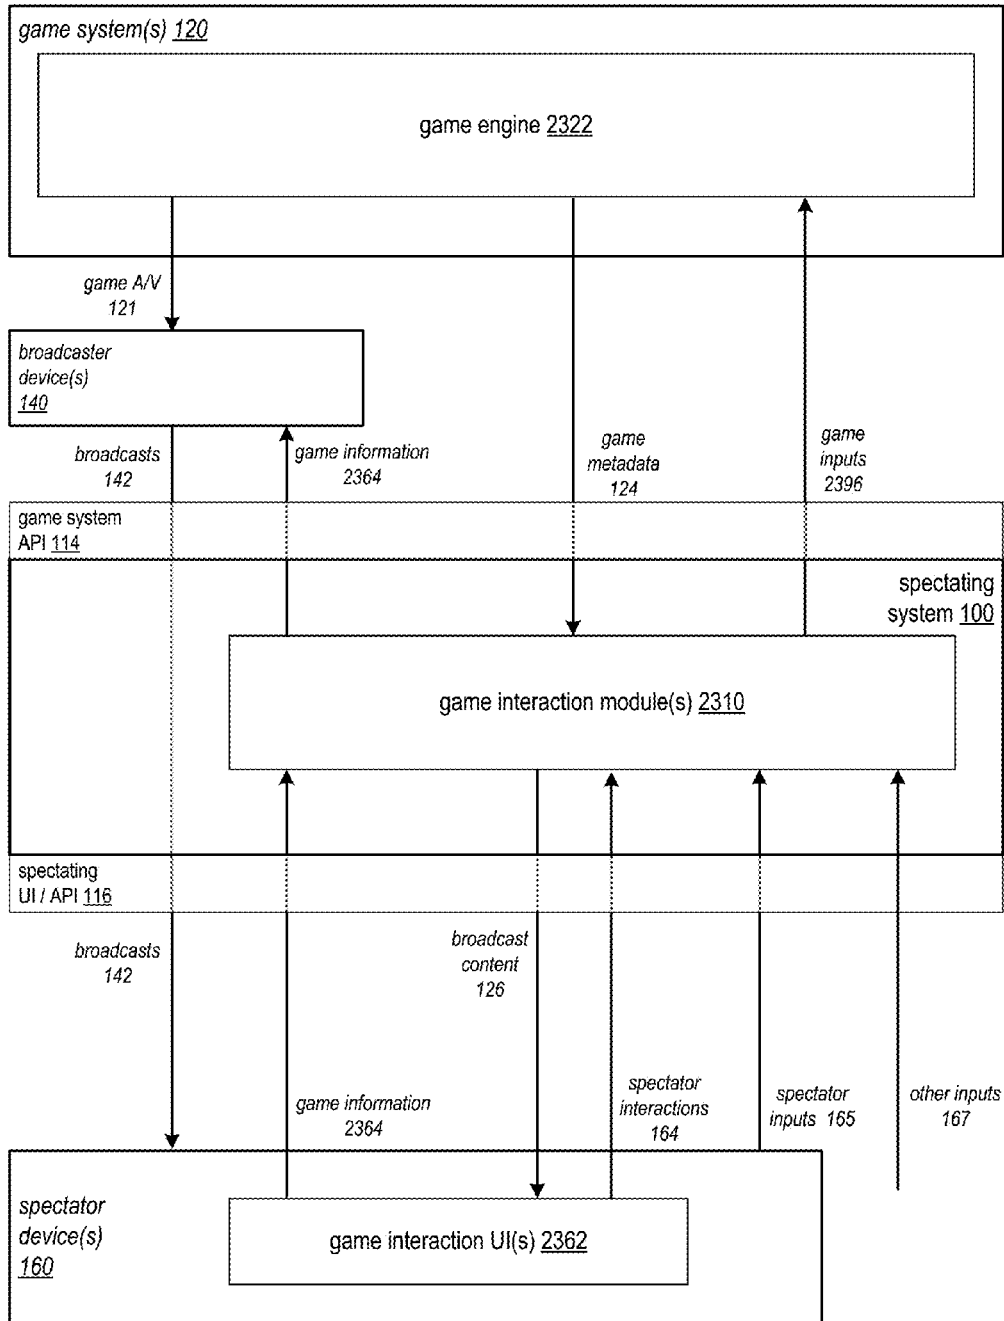 game system(s) 120
game engine 2322
game A/V
121
broadcaster
device(s)
140
broadcasts
142
game information
2364
game
metadada
124
game
inputs
2396
game system
API 114
spectating
system 100
game interaction module(s) 2310
spectating
UI / API 116
broadcasts
142
broadcast
content
126
game information
2364
spectator
interactions
164
spectator
inputs 165
other inputs
167
spectator
device(s)
160
game interaction UI(s) 2362